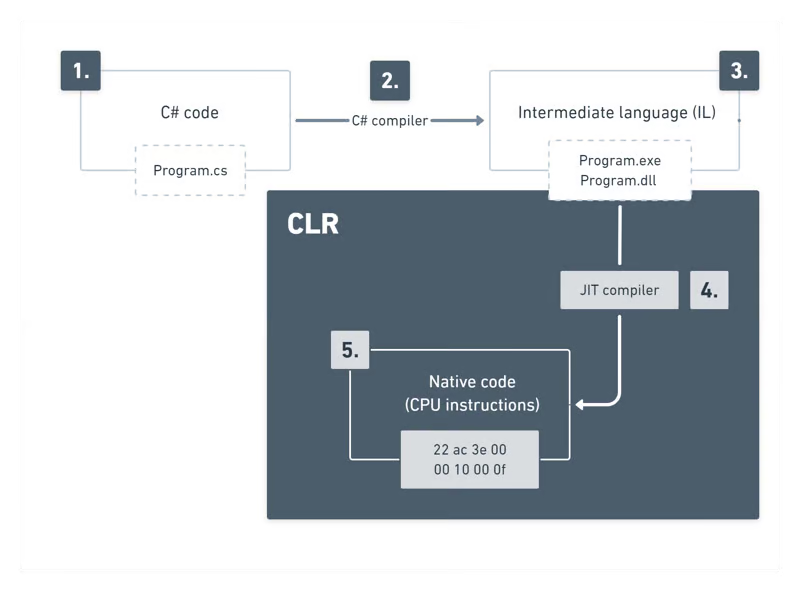 1.
C# code
Program.cs
2.
C# compiler
3.
Intermediate language (IL)
Program.exe
Program.dll
CLR
JIT compiler
4.
5.
Native code
(CPU instructions)
22 ac 3e 00
00 10 00 0f